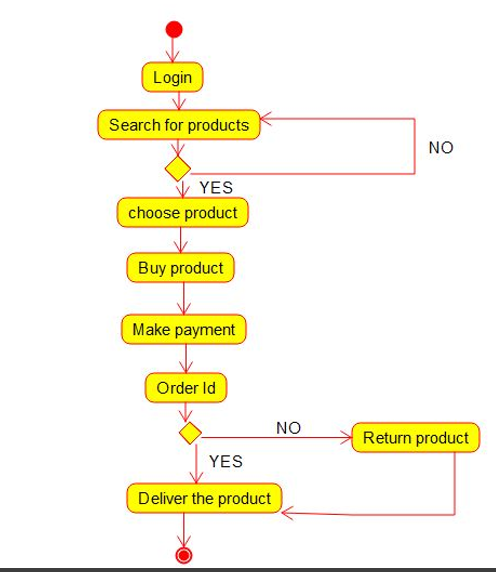 Login
Search for products
NO
YES
choose product
Buy product
Make payment
Order Id
NO
Return product
YES
Deliver the product